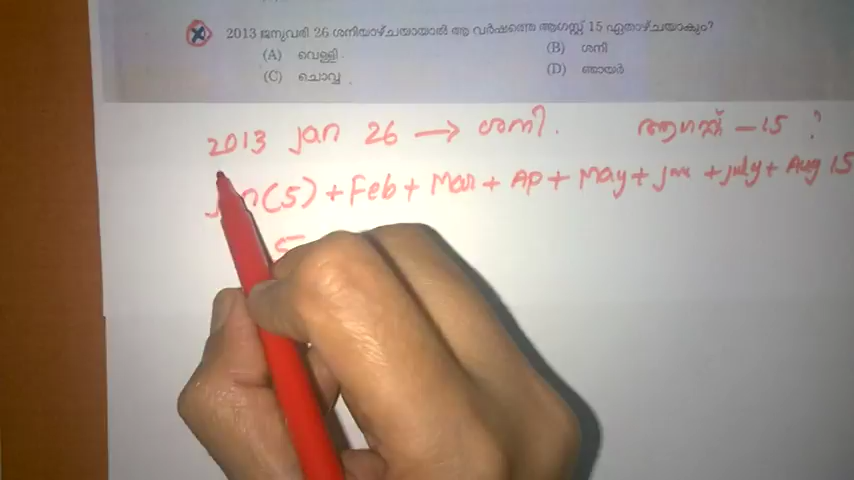 2013 ജനുവരി 26 ശനിയാഴ്ചയായാൽ ആ വർഷത്തെ ആഗസ്റ്റ് 15 ഏതാഴ്ചയാകും?
(A) വെള്ളി (B) ശനി
(C) ചൊവ്വ (D) ഞായർ
2013 Jan 26 → ശനി. ആഗസ്റ്റ് - 15 ?
(5) + Feb + Mar + AP + May + jun + july + Aug 15
5